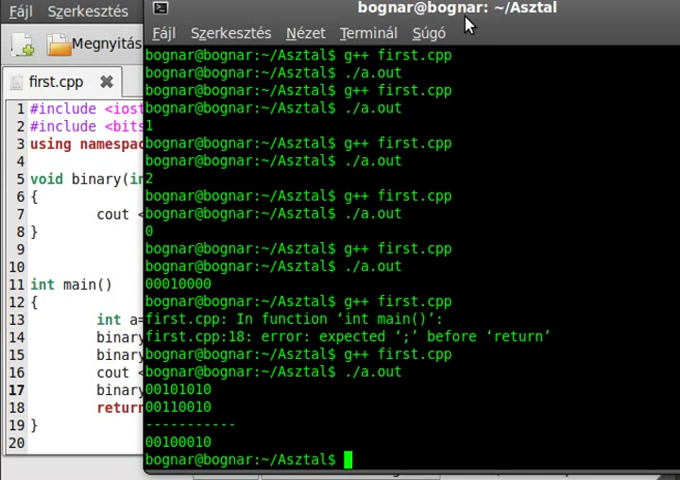 Fájl Szerkesztés
Megnyitás
first.cpp
1 #include <iost
2 #include <bits
3 using namespac
4
5 void binary(in
6 {
7 cout <
8 }
9
10
11 int main()
12 {
13 int a=
14 binary
15 binary
16 cout <
17 binary
18 return
19 }
20
bognar@bognar: ~/Asztal
Fájl Szerkesztés Nézet Terminál Súgó
bognar@bognar:~/Asztal$ g++ first.cpp
bognar@bognar:~/Asztal$ ./a.out
bognar@bognar:~/Asztal$ g++ first.cpp
bognar@bognar:~/Asztal$ ./a.out
1
bognar@bognar:~/Asztal$ g++ first.cpp
bognar@bognar:~/Asztal$ ./a.out
2
bognar@bognar:~/Asztal$ g++ first.cpp
bognar@bognar:~/Asztal$ ./a.out
0
bognar@bognar:~/Asztal$ g++ first.cpp
bognar@bognar:~/Asztal$ ./a.out
00010000
bognar@bognar:~/Asztal$ g++ first.cpp
first.cpp: In function ‘int main()’:
first.cpp:18: error: expected ‘;’ before ‘return’
bognar@bognar:~/Asztal$ g++ first.cpp
bognar@bognar:~/Asztal$ ./a.out
00101010
00110010
-----------
00100010
bognar@bognar:~/Asztal$